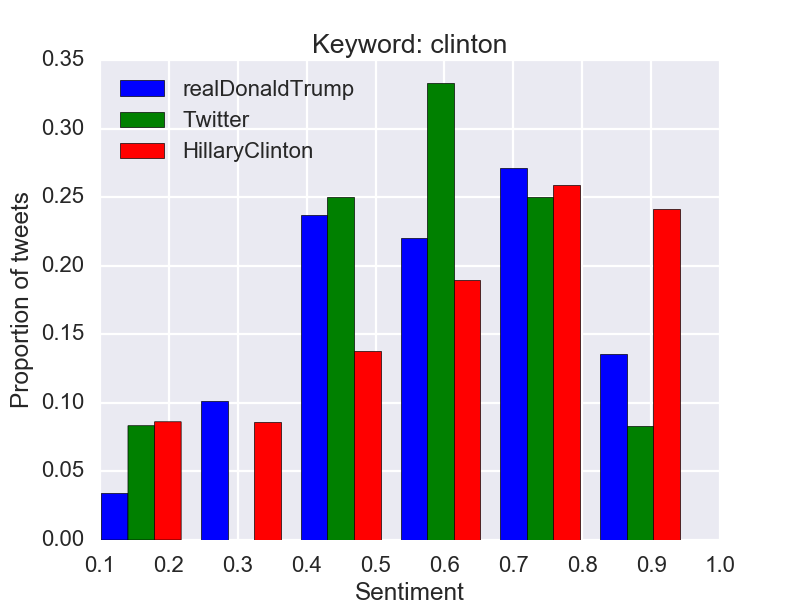 Keyword: clinton
0.35
0.30
0.25
0.20
0.15
0.10
0.05
0.00
Proportion of tweets
realDonaldTrump
Twitter
HillaryClinton
0.1 0.2 0.3 0.4 0.5 0.6 0.7 0.8 0.9 1.0
Sentiment